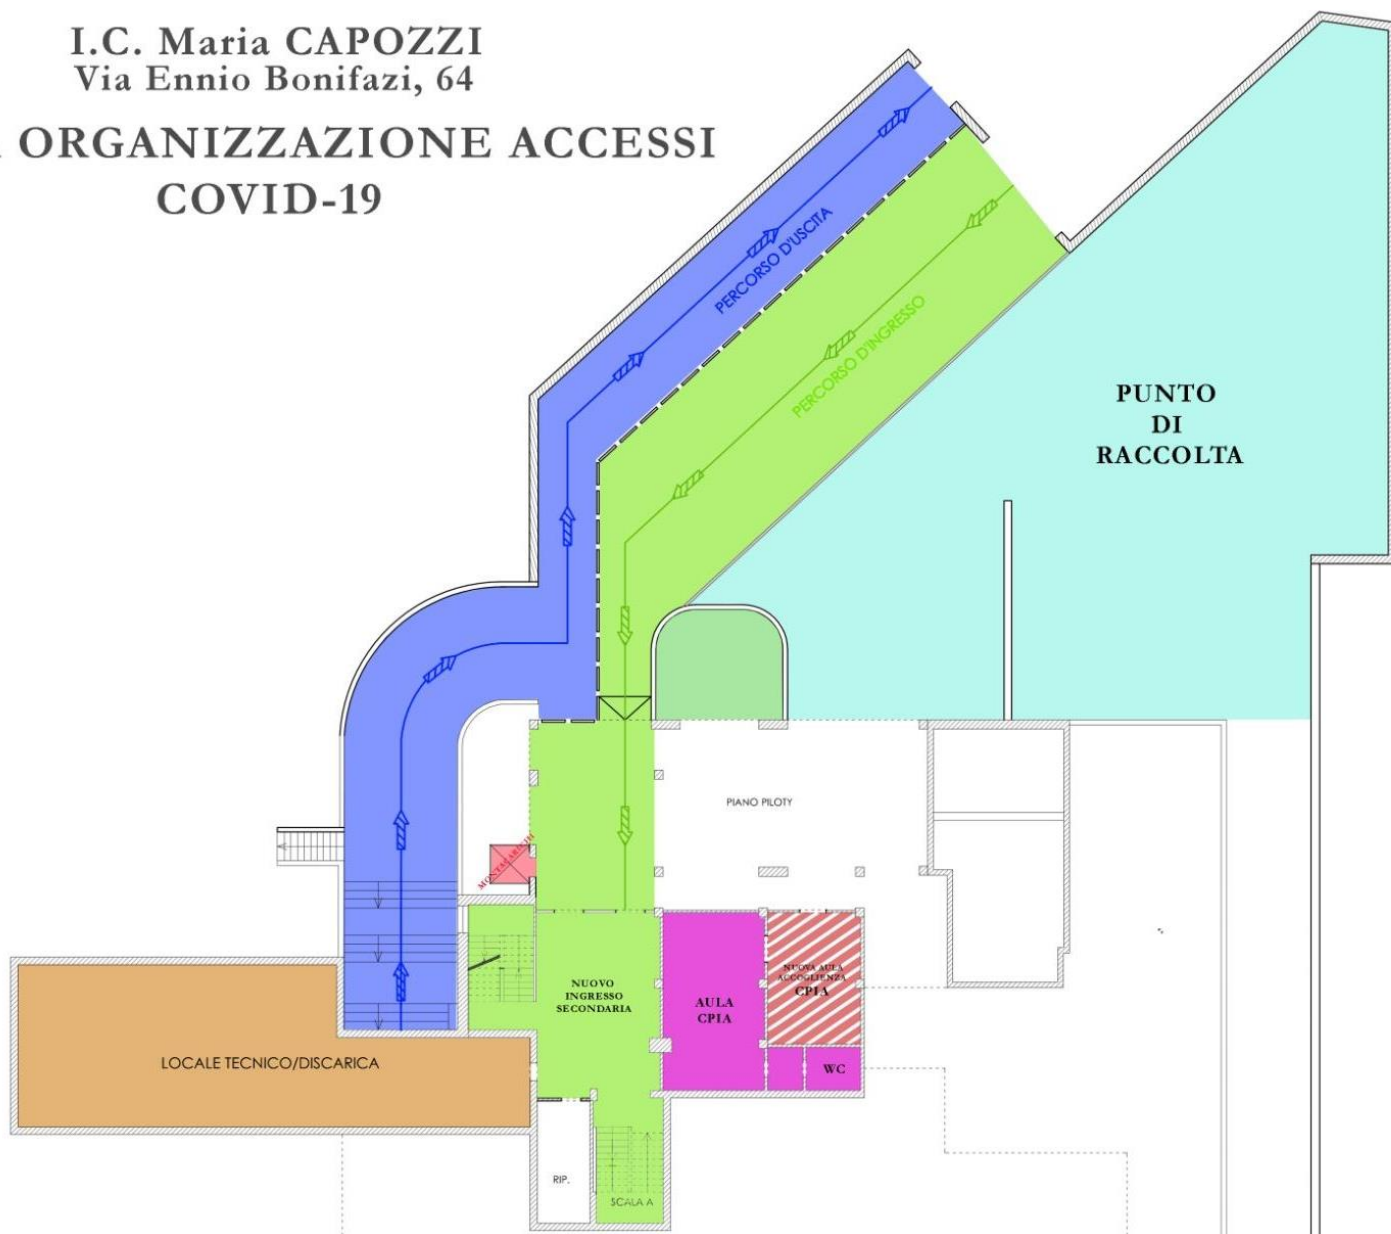 I.C. Maria CAPOZZI
Via Ennio Bonifazi, 64
ORGANIZZAZIONE ACCESSI
COVID-19
PERCORSO D'USCITA
PERCORSO D'INGRESSO
PUNTO
DI
RACCOLTA
PIANO PILOTY
MONTACARICHI
NUOVO
INGRESSO
SECONDARIA
AULA
CPIA
NUOVA AULA
ACCOGLIENZA
CPIA
WC
LOCALE TECNICO/DISCARICA
RIP.
SCALA A